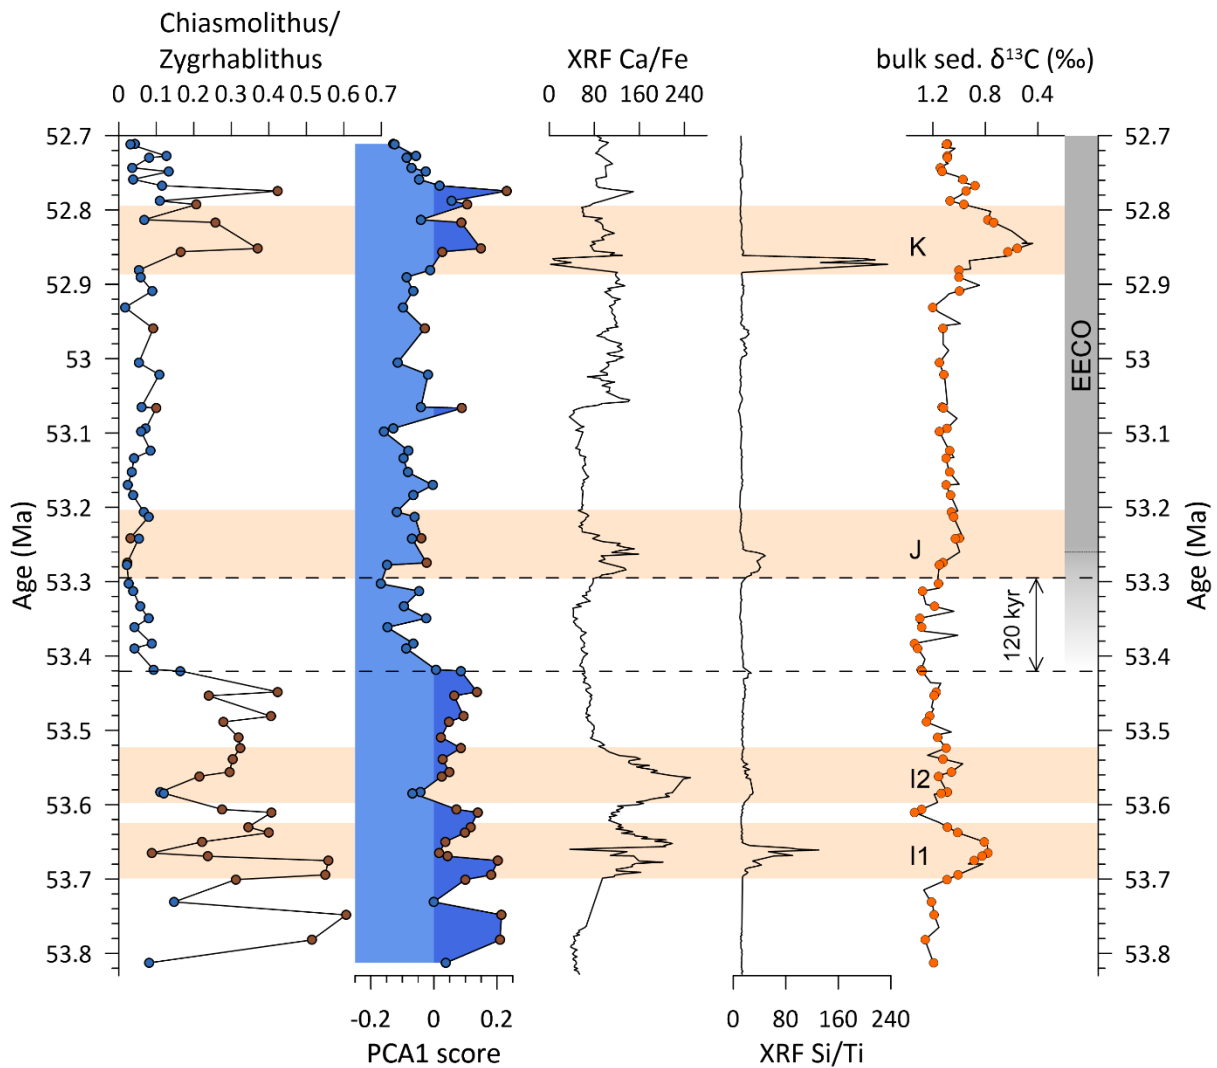 Chiasmolithus/
Zygrhablithus
XRF Ca/Fe
bulk sed. δ¹³C (‰)
0 0.1 0.2 0.3 0.4 0.5 0.6 0.7
0 80 160 240
1.2 0.8 0.4
52.7 52.7
52.8 52.8
K
52.9 52.9
53 53
EECO
53.1 53.1
Age (Ma) Age (Ma)
53.2 53.2
J
53.3 53.3
120 kyr
53.4 53.4
53.5 53.5
I2
53.6 53.6
I1
53.7 53.7
53.8 53.8
-0.2 0 0.2
0 80 160 240
PCA1 score
XRF Si/Ti